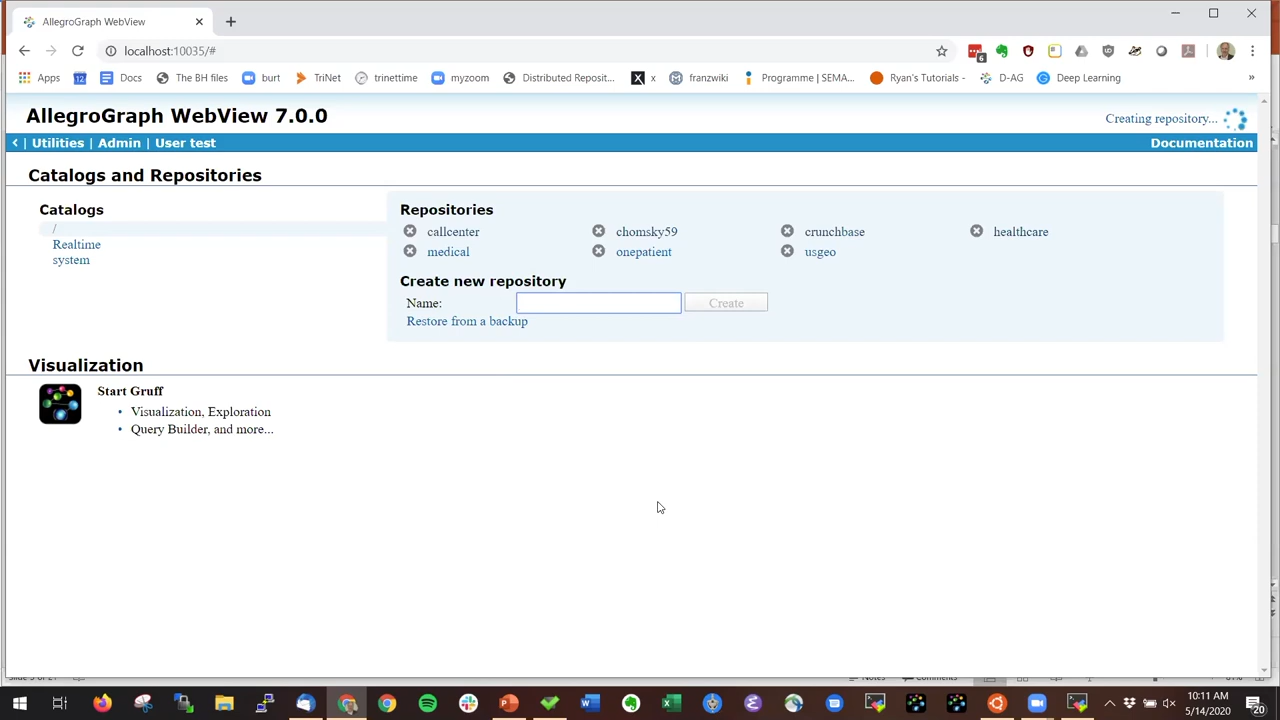 AllegroGraph WebView
localhost:10035/#
6
Apps
12
Docs
The BH files
burt
TriNet
trinettime
myzoom
Distributed Reposit...
x
franzwiki
Programme | SEMA...
Ryan's Tutorials -
D-AG
Deep Learning
»
AllegroGraph WebView 7.0.0
Creating repository...
< | Utilities | Admin | User test
Documentation
Catalogs and Repositories
Catalogs
/
Realtime
system
Repositories
callcenter
chomsky59
crunchbase
healthcare
medical
onepatient
usgeo
Create new repository
Name:
Create
Restore from a backup
Visualization
Start Gruff
• Visualization, Exploration
• Query Builder, and more...
10:11 AM
5/14/2020
20